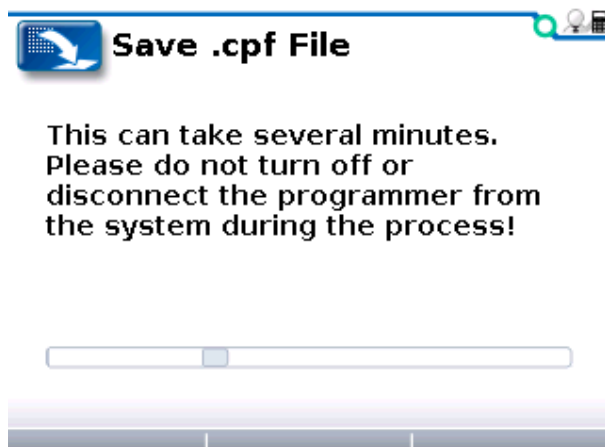 Save .cpf File
This can take several minutes.
Please do not turn off or
disconnect the programmer from
the system during the process!